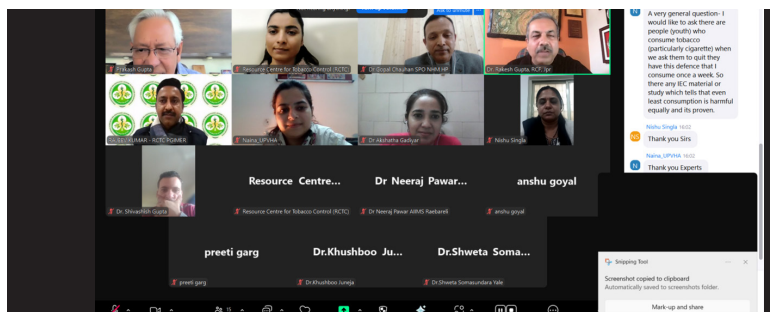 Prakash Gupta
Resource Centre for Tobacco Control (RCTC)
Dr Gopal Chauhan SPO NHM HP
Dr. Rakesh Gupta, RCF, Jpr
RAJEEV KUMAR - RCTC PGIMER
Naina_UPVHA
Dr Akshatha Gadiyar
Nishu Singla
Dr. Shivashish Gupta
Resource Centre...
Resource Centre for Tobacco Control (RCTC)
Dr Neeraj Pawar...
Dr Neeraj Pawar AIIMS Raebareli
anshu goyal
anshu goyal
preeti garg
preeti garg
Dr.Khushboo Ju...
Dr.Khushboo Juneja
Dr.Shweta Soma...
Dr.Shweta Somasundara Yale
13
N
A very general question- I
would like to ask there are
people (youth) who
consume tobacco
(particularly cigarette) when
we ask them to quit they
have this defence that I
consume once a week. So
there any IEC material or
study which tells that even
least consumption is harmful
equally and its proven.
Nishu Singla 16:02
NS
Thank you Sirs
Naina_UPVHA 16:02
N
Thank you Experts
Snipping Tool
Screenshot copied to clipboard
Automatically saved to screenshots folder.
Mark-up and share